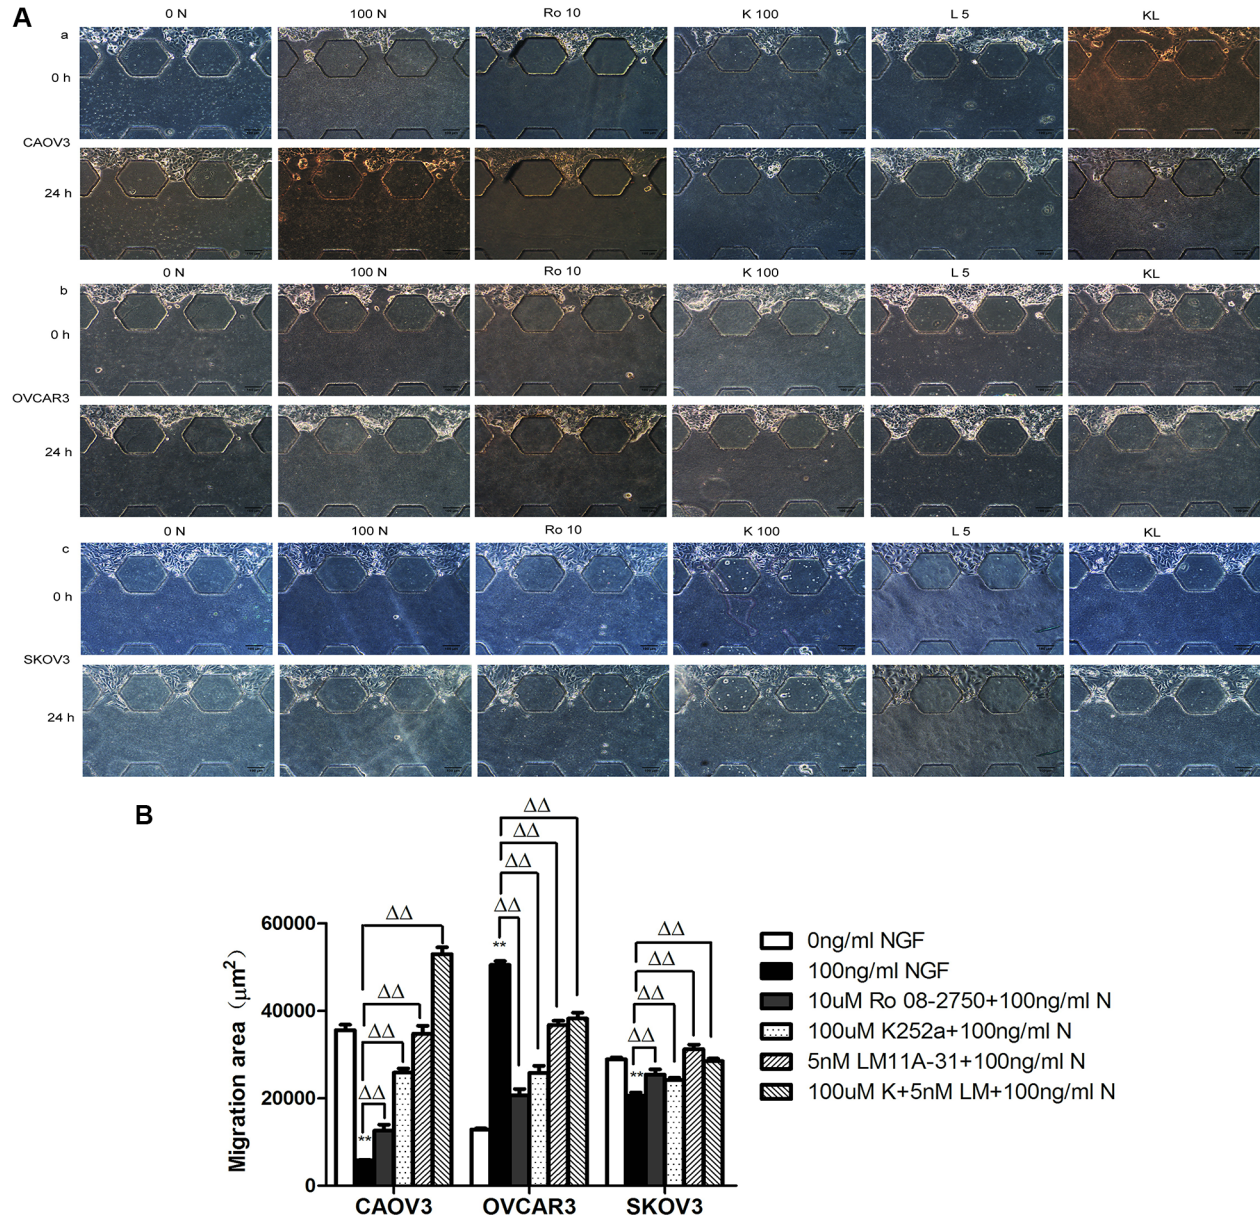 A
0 N 100 N Ro 10 K 100 L 5 KL
a
0 h
CAOV3
24 h
0 N 100 N Ro 10 K 100 L 5 KL
b
0 h
OVCAR3
24 h
0 N 100 N Ro 10 K 100 L 5 KL
c
0 h
SKOV3
24 h
B
ΔΔ
ΔΔ
ΔΔ
ΔΔ ΔΔ ΔΔ
** ΔΔ
ΔΔ ΔΔ
ΔΔ ΔΔ
ΔΔ **
**
Migration area (μm²)
60000
40000
20000
0
CAOV3 OVCAR3 SKOV3
0ng/ml NGF
100ng/ml NGF
10uM Ro 08-2750+100ng/ml N
100uM K252a+100ng/ml N
5nM LM11A-31+100ng/ml N
100uM K+5nM LM+100ng/ml N